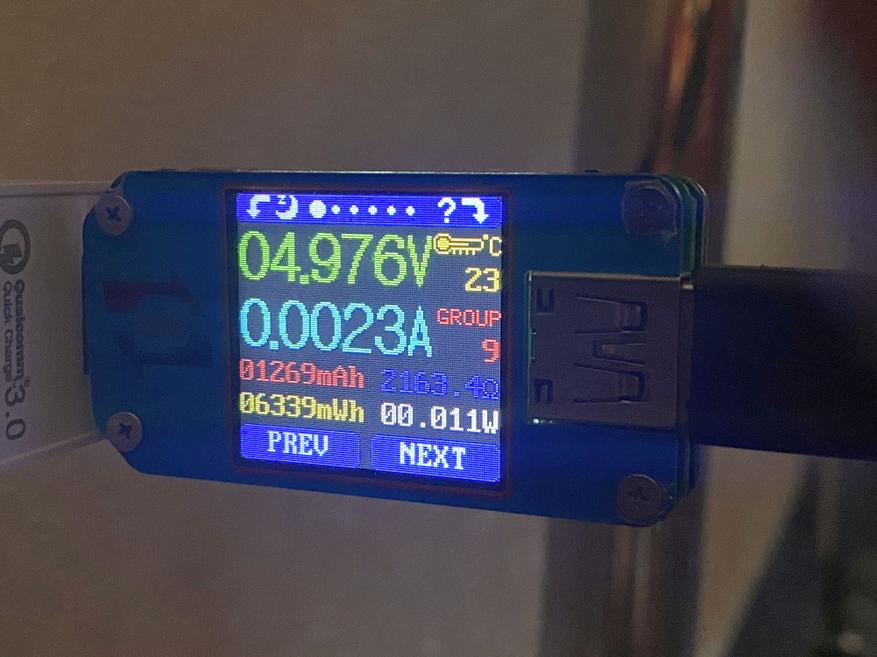 ?
04.976V
°C
23
0.0023A
GROUP
9
01269mAh
2163.4Ω
06339mWh
00.011W
PREV
NEXT
Qualcomm®
Quick Charge™
3.0